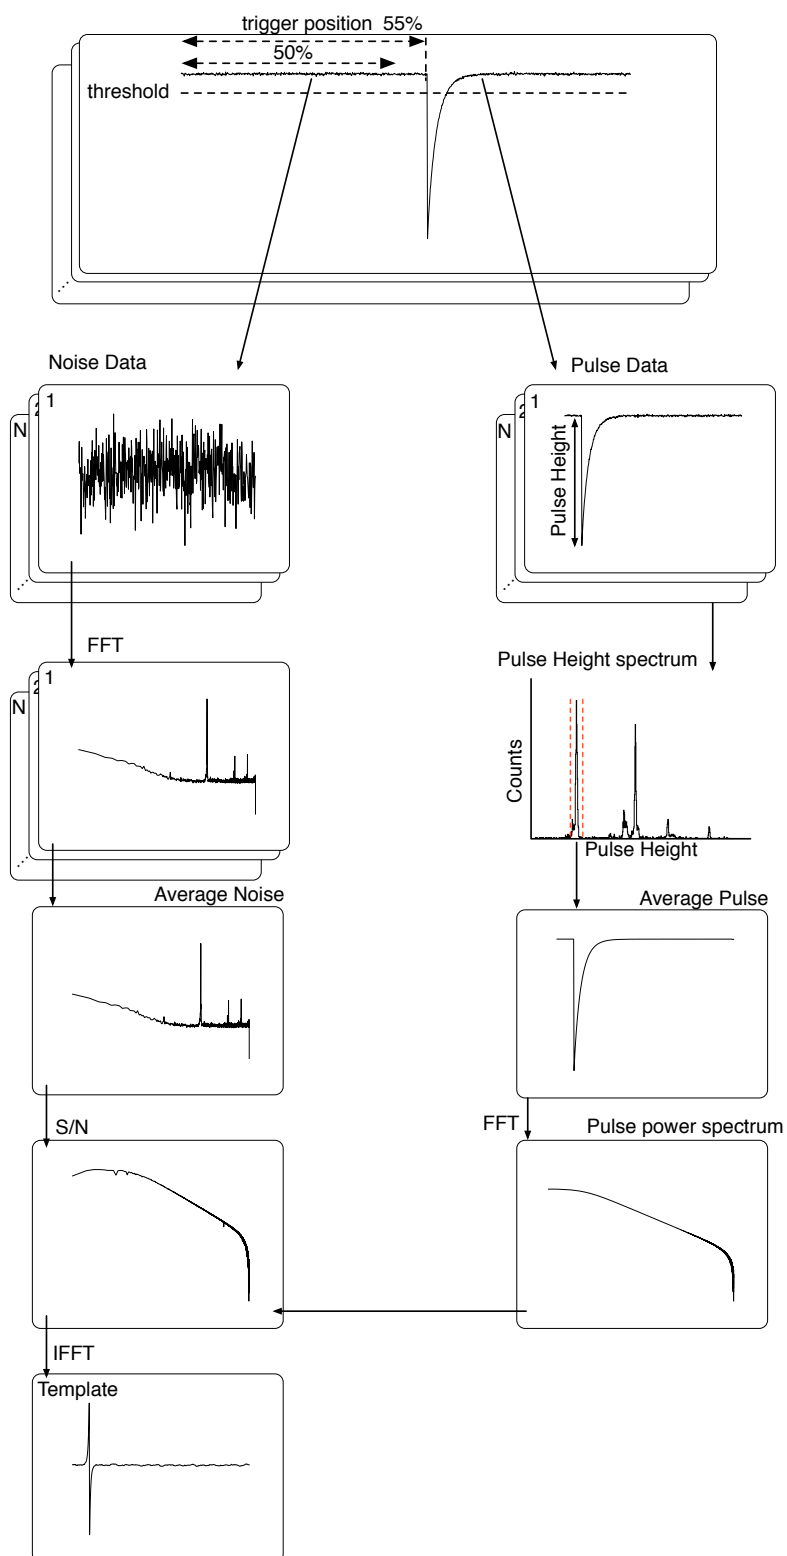 trigger position 55%
50%
threshold
Noise Data
Pulse Data
1
2
N
1
2
N
Pulse Height
FFT
Pulse Height spectrum
1
2
N
Counts
Pulse Height
Average Noise
Average Pulse
S/N
FFT
Pulse power spectrum
IFFT
Template